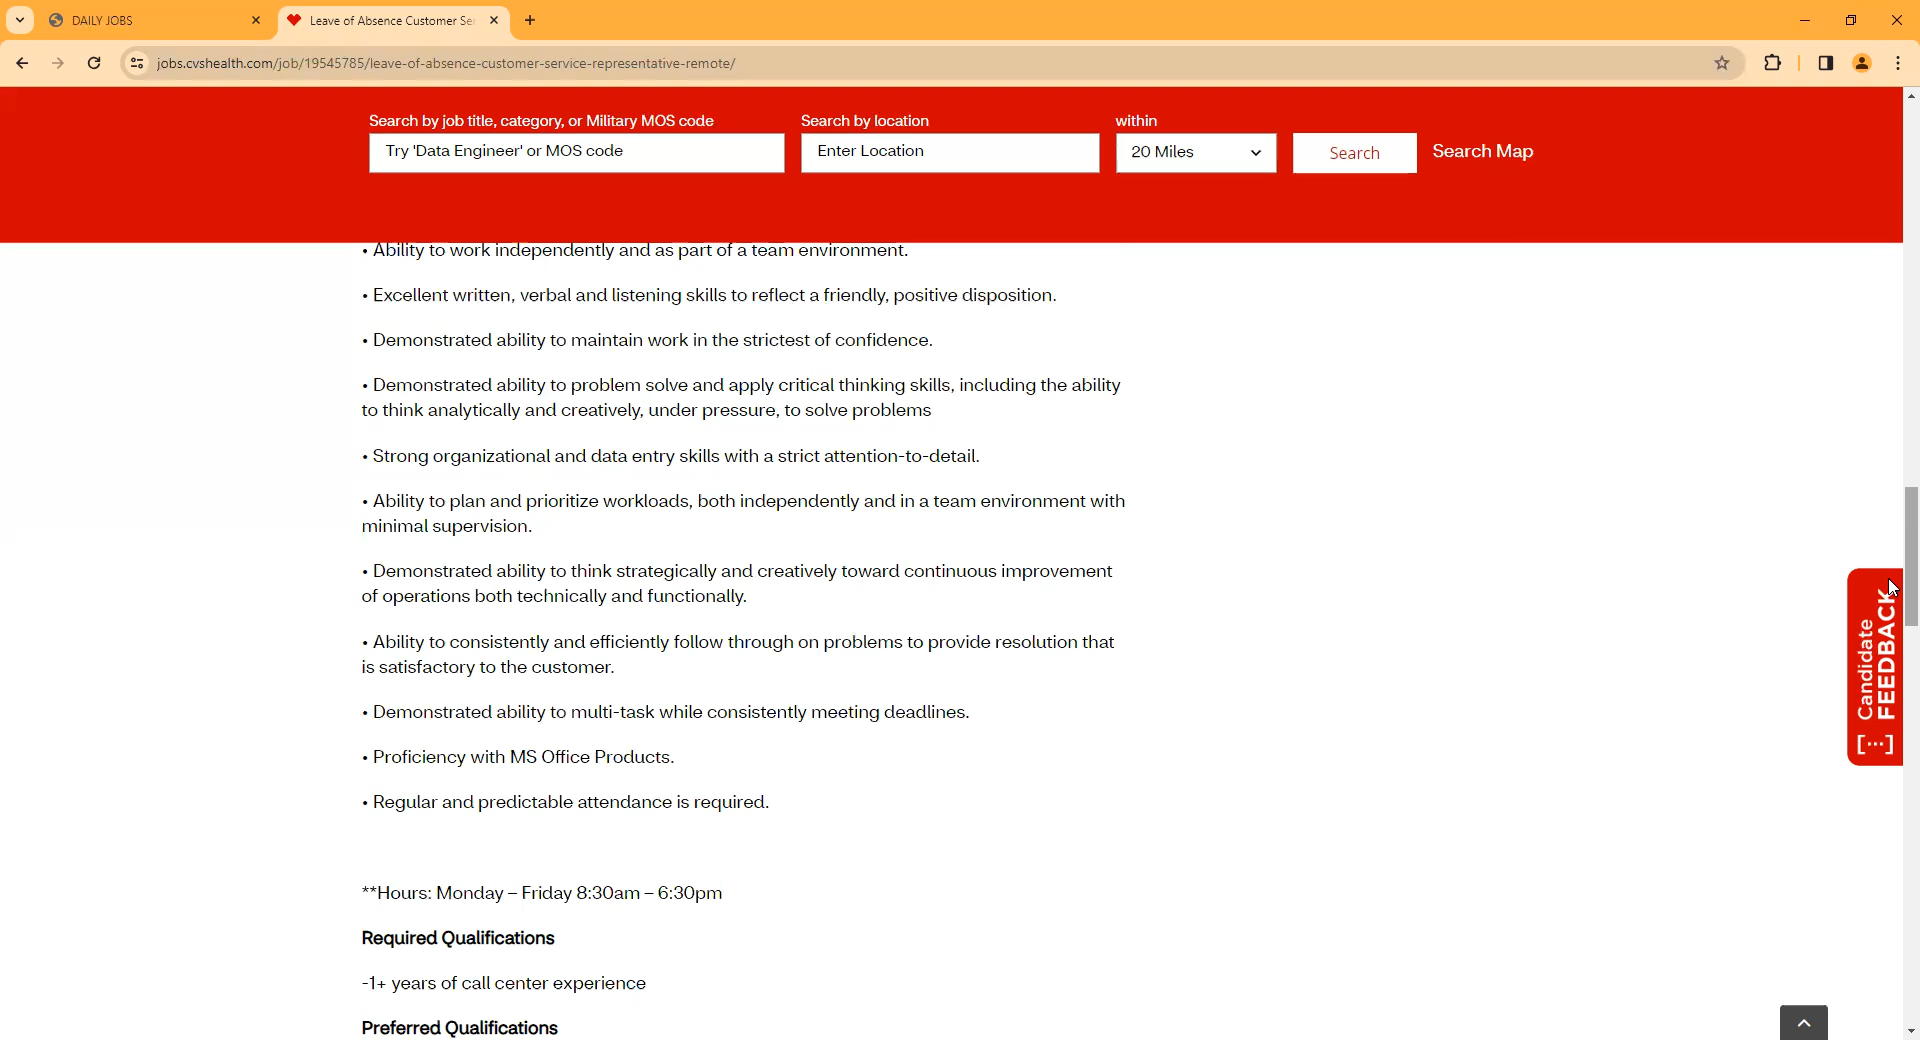 DAILY JOBS
Leave of Absence Customer Se
jobs.cvshealth.com/job/19545785/leave-of-absence-customer-service-representative-remote/
Search by job title, category, or Military MOS code
Search by location
within
Try 'Data Engineer' or MOS code
Enter Location
20 Miles
Search
Search Map
• Ability to work independently and as part of a team environment.
• Excellent written, verbal and listening skills to reflect a friendly, positive disposition.
• Demonstrated ability to maintain work in the strictest of confidence.
• Demonstrated ability to problem solve and apply critical thinking skills, including the ability
to think analytically and creatively, under pressure, to solve problems
• Strong organizational and data entry skills with a strict attention-to-detail.
• Ability to plan and prioritize workloads, both independently and in a team environment with
minimal supervision.
• Demonstrated ability to think strategically and creatively toward continuous improvement
of operations both technically and functionally.
• Ability to consistently and efficiently follow through on problems to provide resolution that
is satisfactory to the customer.
• Demonstrated ability to multi-task while consistently meeting deadlines.
• Proficiency with MS Office Products.
• Regular and predictable attendance is required.
**Hours: Monday – Friday 8:30am – 6:30pm
Required Qualifications
-1+ years of call center experience
Preferred Qualifications
[...] Candidate
FEEDBACK